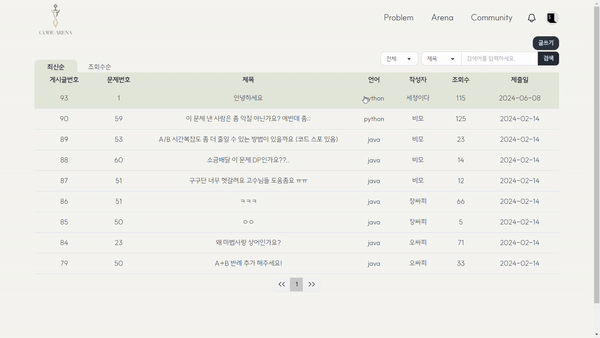 CODE ARENA
Problem Arena Community
글쓰기
전체 제목 검색어를 입력하세요. 검색
최신순 조회수순
게시글번호 문제번호 제목 언어 작성자 조회수 제출일
93 1 안녕하세요 python 세정이다 115 2024-06-08
90 59 이 문제 낸 사람은 좀 악질 아닌가요? 에반데 좀;; python 비모 125 2024-02-14
89 53 A/B 시간복잡도 좀 더 줄일 수 있는 방법이 있을까요 (코드 스포 있음) java 비모 23 2024-02-14
88 60 소금배달 이 문제 DP인가요??.. java 비모 14 2024-02-14
87 51 구구단 너무 헷갈려요 고수님들 도움좀요 ㅠㅠ java 비모 12 2024-02-14
86 51 ㅋㅋㅋ java 장싸피 66 2024-02-14
85 50 ㅇㅇ java 장싸피 5 2024-02-14
84 23 왜 마법사랑 상어인가요? java 오싸피 71 2024-02-14
79 50 A+B 반례 추가 해주세요! java 오싸피 33 2024-02-14
<< 1 >>